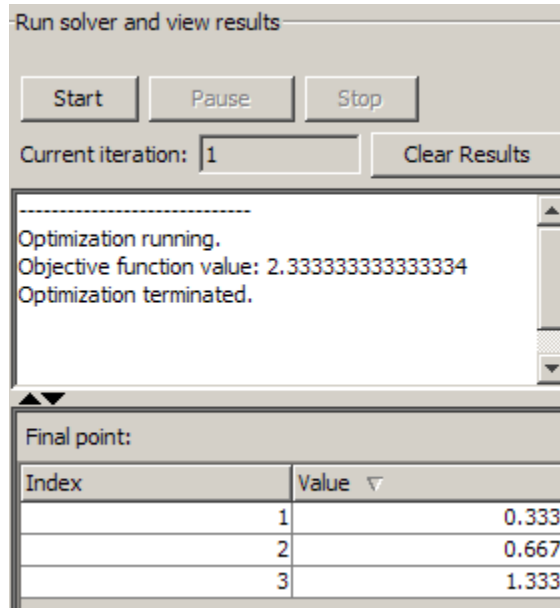 Run solver and view results
Start Pause Stop
Current iteration: 1 Clear Results
------------------------------
Optimization running.
Objective function value: 2.333333333333334
Optimization terminated.
Final point:
Index Value
1 0.333
2 0.667
3 1.333